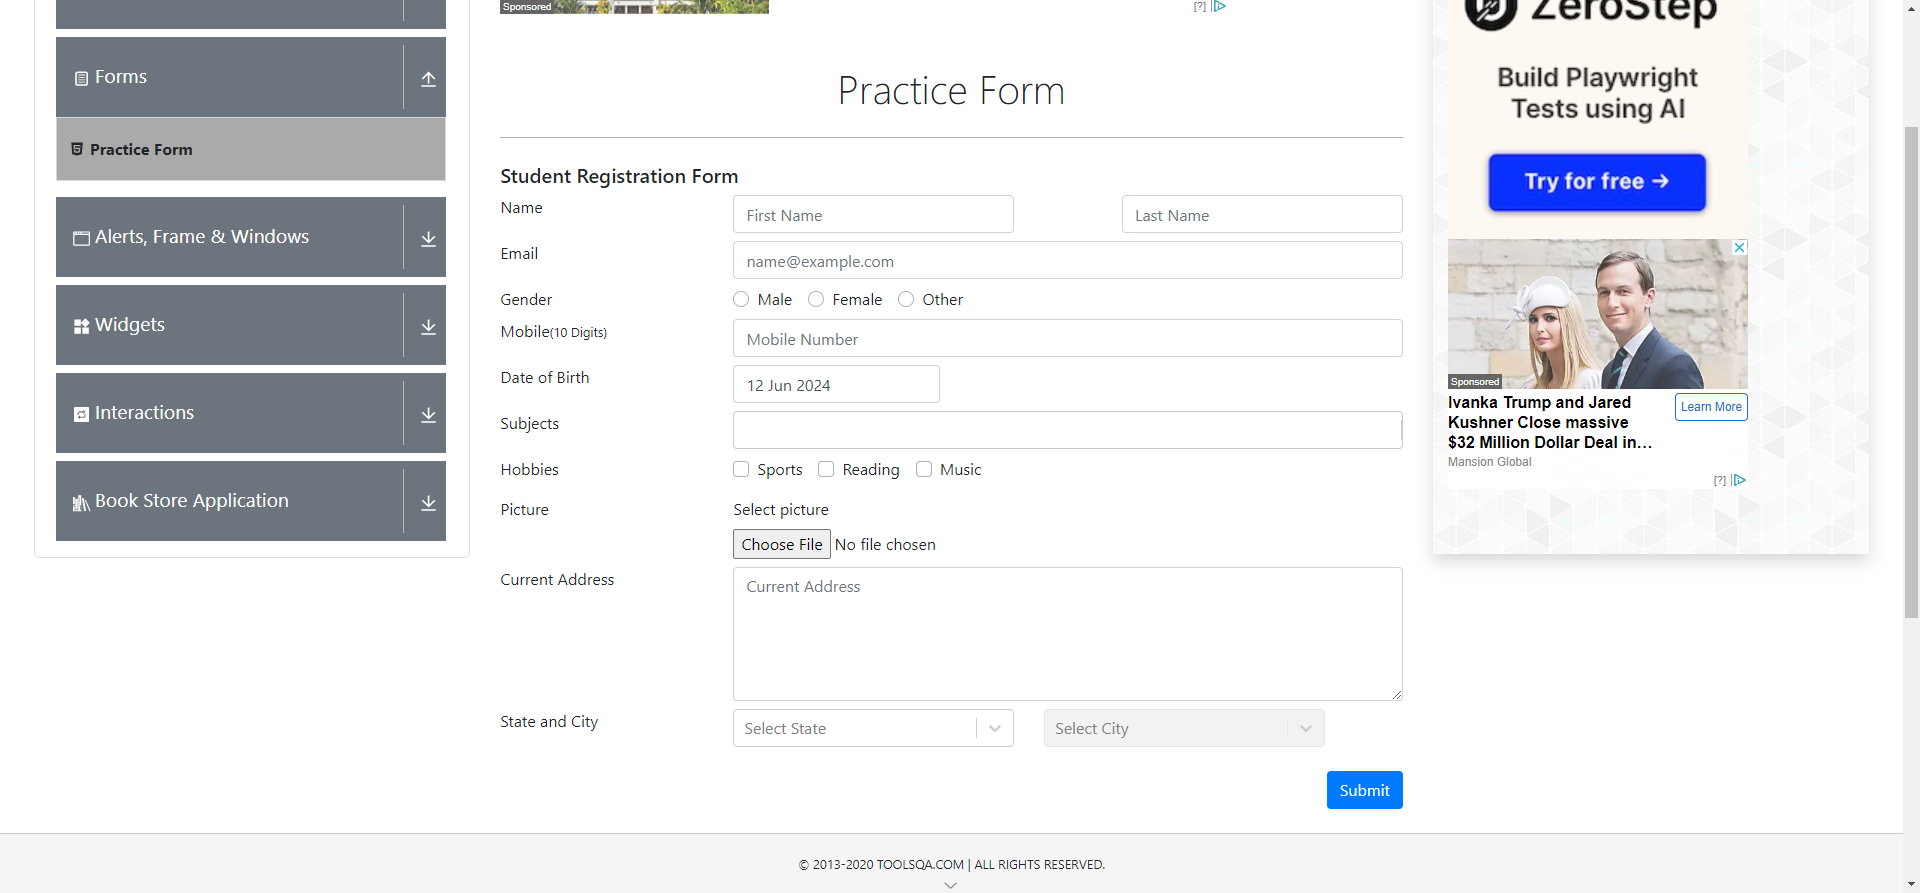 Forms
Practice Form
Alerts, Frame & Windows
Widgets
Interactions
Book Store Application
Sponsored
[?]
Practice Form
Student Registration Form
Name
First Name
Last Name
Email
name@example.com
Gender
Male
Female
Other
Mobile(10 Digits)
Mobile Number
Date of Birth
12 Jun 2024
Subjects
Hobbies
Sports
Reading
Music
Picture
Select picture
Choose File No file chosen
Current Address
Current Address
State and City
Select State
Select City
Submit
ZeroStep
Build Playwright
Tests using AI
Try for free →
Sponsored
Ivanka Trump and Jared
Kushner Close massive
$32 Million Dollar Deal in...
Learn More
Mansion Global
[?]
© 2013-2020 TOOLSQA.COM | ALL RIGHTS RESERVED.